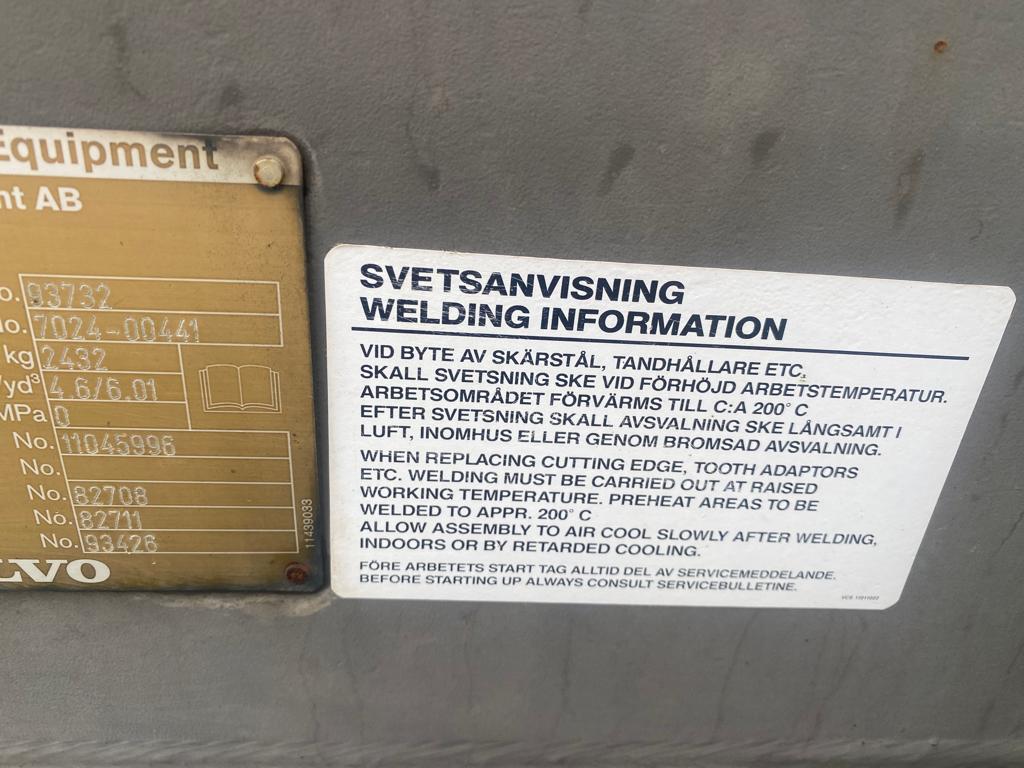 Equipment
nt AB
o. 93732
No. 7024-00441
kg 2432
/yd³ 4.6/6.01
MPa 0
No. 11045996
No.
No. 82708
No. 82711
No. 93426
11439033
LVO
SVETSANVISNING
WELDING INFORMATION
VID BYTE AV SKÄRSTÅL, TANDHÅLLARE ETC.
SKALL SVETSNING SKE VID FÖRHÖJD ARBETSTEMPERATUR.
ARBETSOMRÅDET FÖRVÄRMS TILL C:A 200° C
EFTER SVETSNING SKALL AVSVALNING SKE LÅNGSAMT I
LUFT, INOMHUS ELLER GENOM BROMSAD AVSVALNING.
WHEN REPLACING CUTTING EDGE, TOOTH ADAPTORS
ETC. WELDING MUST BE CARRIED OUT AT RAISED
WORKING TEMPERATURE. PREHEAT AREAS TO BE
WELDED TO APPR. 200° C
ALLOW ASSEMBLY TO AIR COOL SLOWLY AFTER WELDING,
INDOORS OR BY RETARDED COOLING.
FÖRE ARBETETS START TAG ALLTID DEL AV SERVICEMEDDELANDE.
BEFORE STARTING UP ALWAYS CONSULT SERVICEBULLETINE.